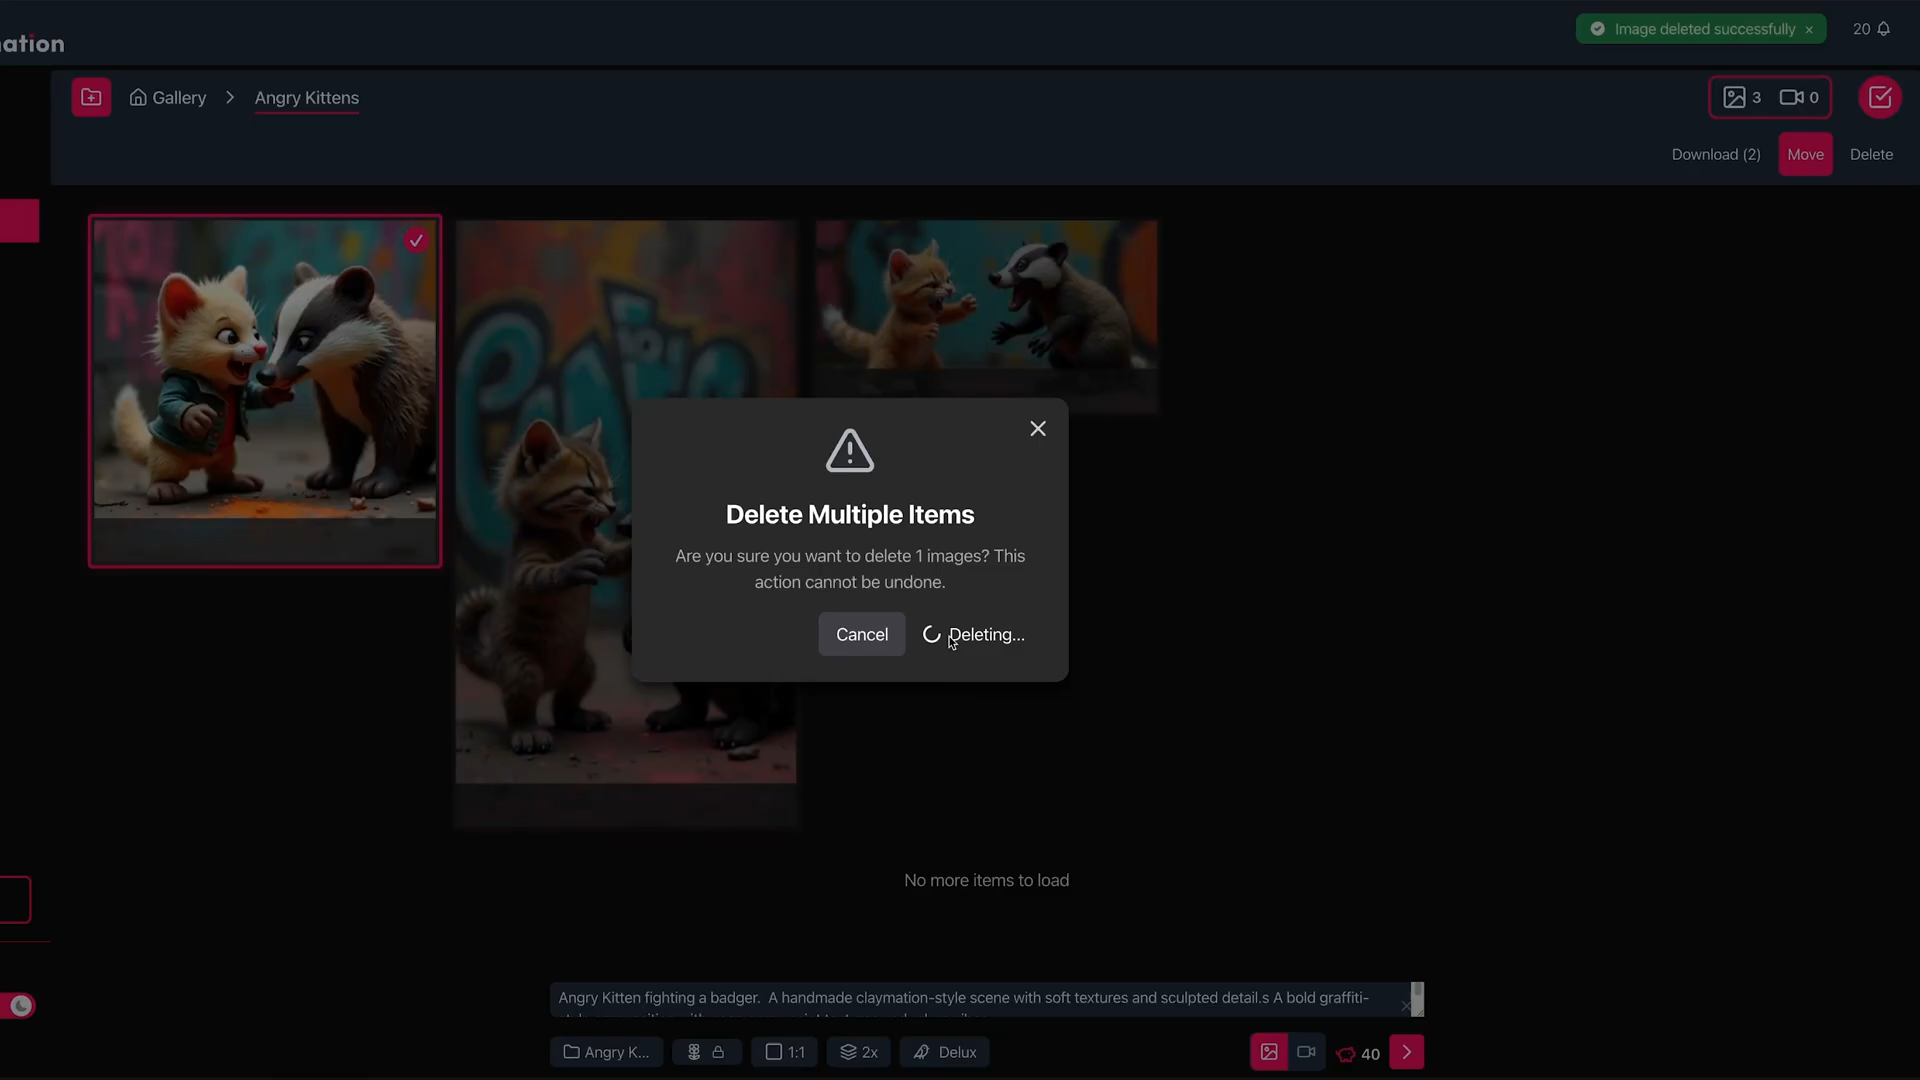 ation
Image deleted successfully
20
Gallery
Angry Kittens
3
0
Download (2)
Move
Delete
Delete Multiple Items
Are you sure you want to delete 1 images? This
action cannot be undone.
Cancel
Deleting...
No more items to load
Angry Kitten fighting a badger. A handmade claymation-style scene with soft textures and sculpted detail.s A bold graffiti-
Angry K...
1:1
2x
Delux
40